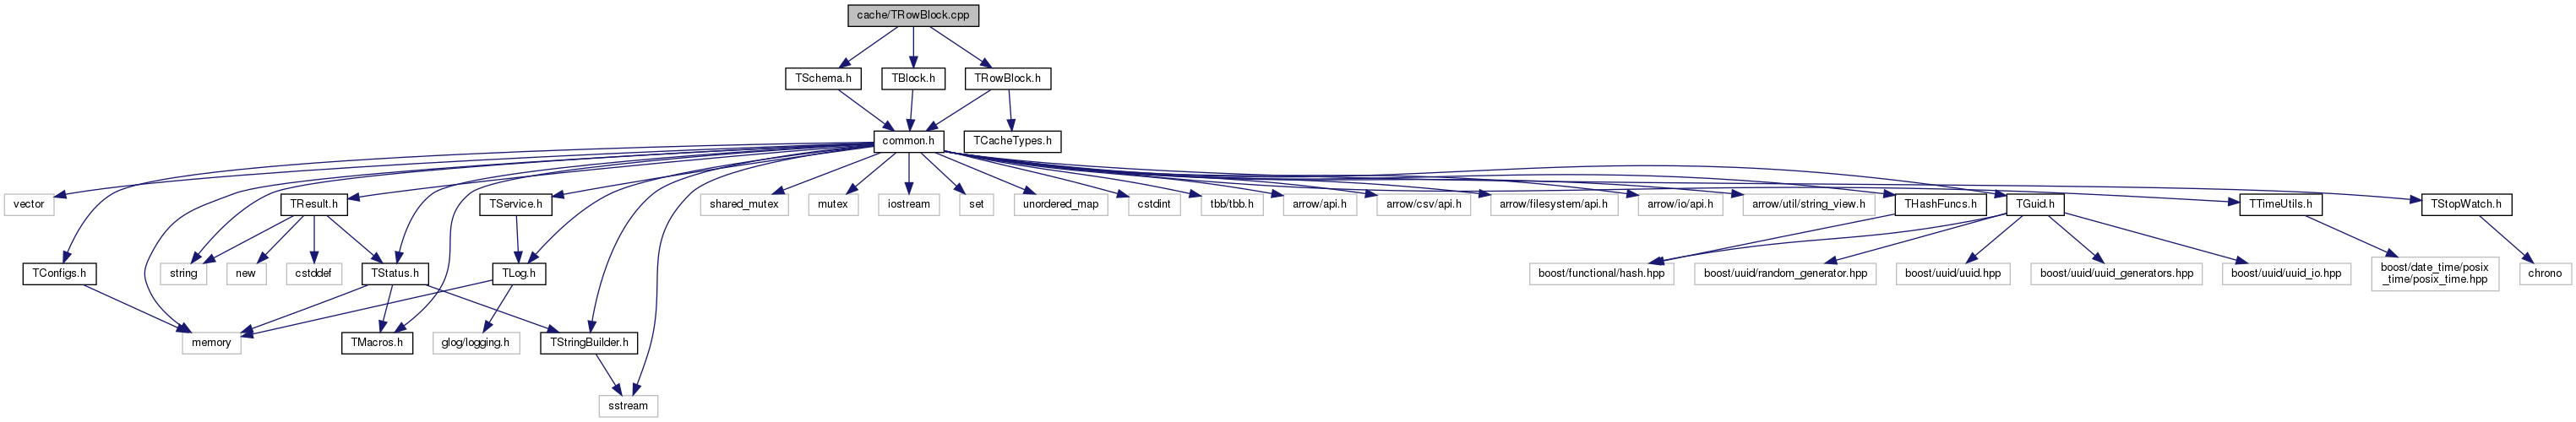 cache/TRowBlock.cpp
TSchema.h
TBlock.h
TRowBlock.h
common.h
TCacheTypes.h
vector
TResult.h
TService.h
shared_mutex
mutex
iostream
set
unordered_map
cstdint
tbb/tbb.h
arrow/api.h
arrow/csv/api.h
arrow/filesystem/api.h
arrow/io/api.h
arrow/util/string_view.h
THashFuncs.h
TGuid.h
TTimeUtils.h
TStopWatch.h
TConfigs.h
string
new
cstddef
TStatus.h
TLog.h
boost/functional/hash.hpp
boost/uuid/random_generator.hpp
boost/uuid/uuid.hpp
boost/uuid/uuid_generators.hpp
boost/uuid/uuid_io.hpp
boost/date_time/posix
_time/posix_time.hpp
chrono
memory
TMacros.h
glog/logging.h
TStringBuilder.h
sstream